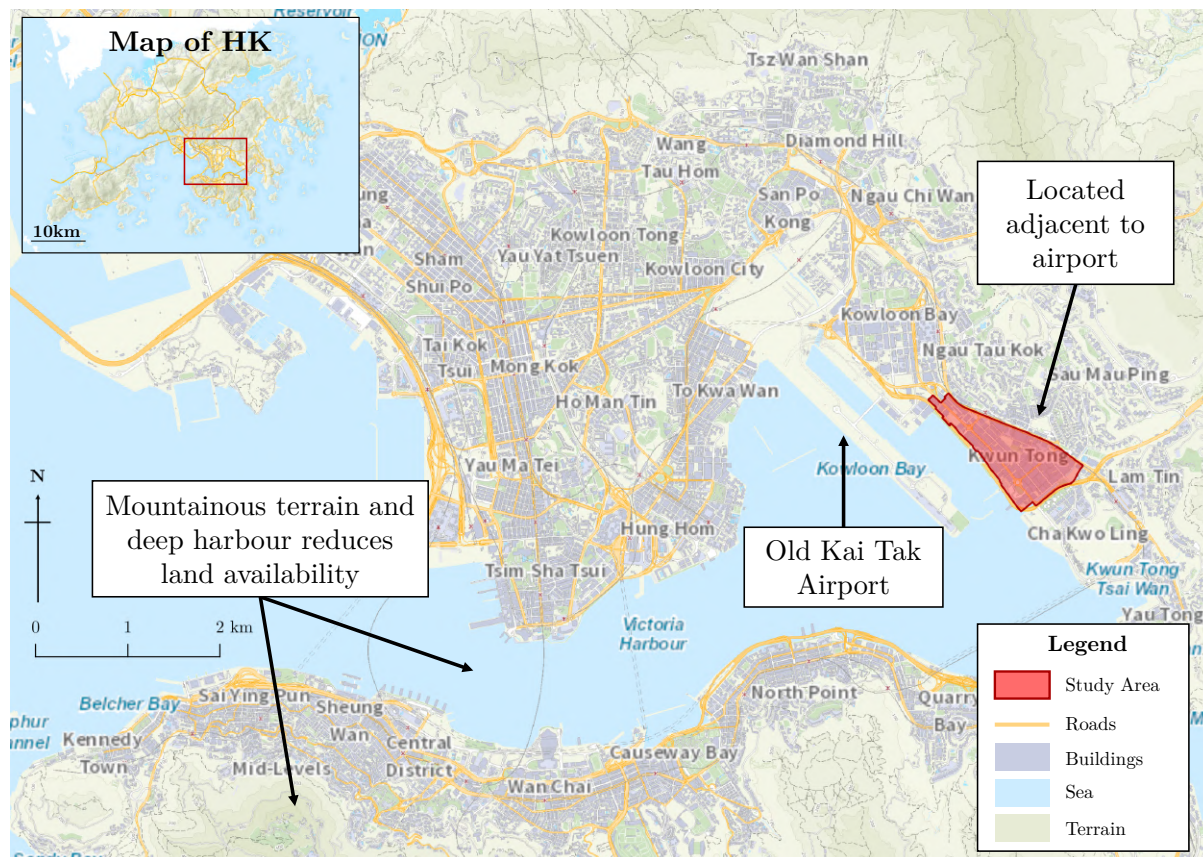 Reservoir
Map of HK
10km
Tsz Wan Shan
Diamond Hill
Wang
Tau Hom
San Po
Kong
Ngau Chi Wan
Located
adjacent to
airport
Kowloon Tong
Yau Yat Tsuen
Kowloon City
Sham
Shui Po
Kowloon Bay
Ngau Tau Kok
Sau Mau Ping
Tai Kok
Tsui
Mong Kok
To Kwa Wan
Ho Man Tin
Yau Ma Tei
Kowloon Bay
Kwun Tong
Lam Tin
N
Mountainous terrain and
deep harbour reduces
land availability
Hung Hom
Old Kai Tak
Airport
Cha Kwo Ling
Tsim Sha Tsui
Kwun Tong
Tsai Wan
Yau Tong
0 1 2 km
Victoria
Harbour
Legend
Study Area
Roads
Buildings
Sea
Terrain
Belcher Bay
Sai Ying Pun
Sheung
Wan
North Point
Quarry
Bay
Kennedy
Town
Central
District
Mid-Levels
Causeway Bay
Wan Chai